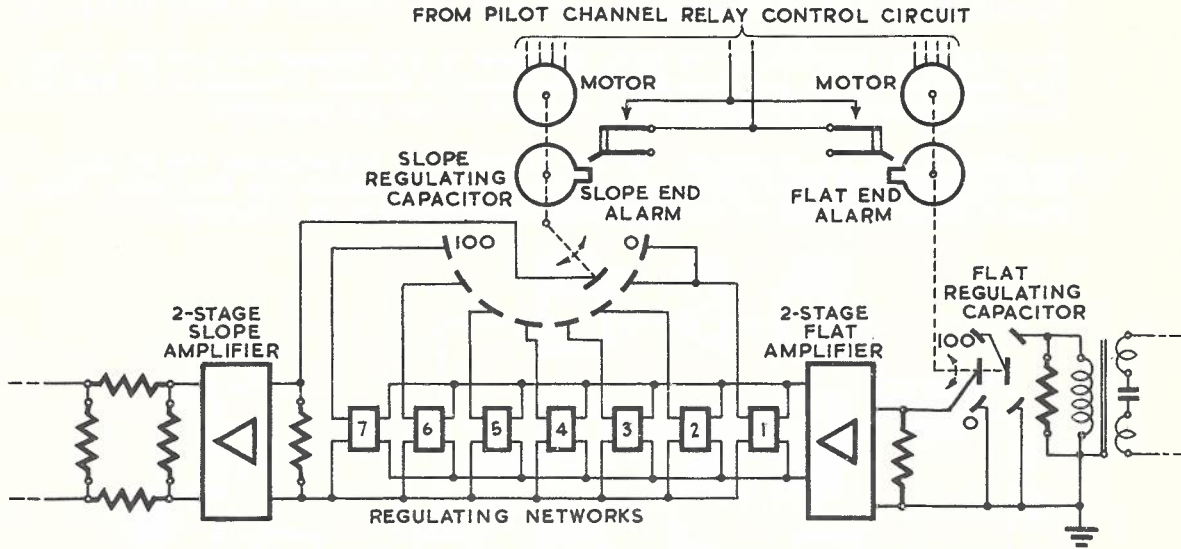 FROM PILOT CHANNEL RELAY CONTROL CIRCUIT
MOTOR
MOTOR
SLOPE
REGULATING
CAPACITOR
SLOPE END
ALARM
FLAT END
ALARM
100
0
FLAT
REGULATING
CAPACITOR
2-STAGE
SLOPE
AMPLIFIER
2-STAGE
FLAT
AMPLIFIER
100
0
7
6
5
4
3
2
1
REGULATING NETWORKS